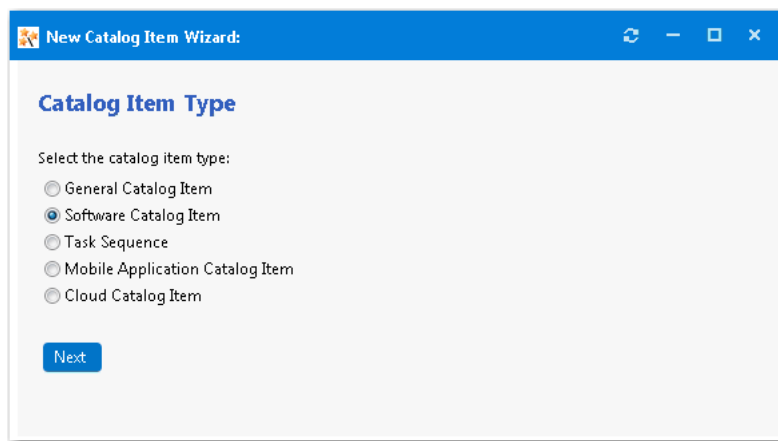 New Catalog Item Wizard:
Catalog Item Type
Select the catalog item type:
General Catalog Item
Software Catalog Item
Task Sequence
Mobile Application Catalog Item
Cloud Catalog Item
Next